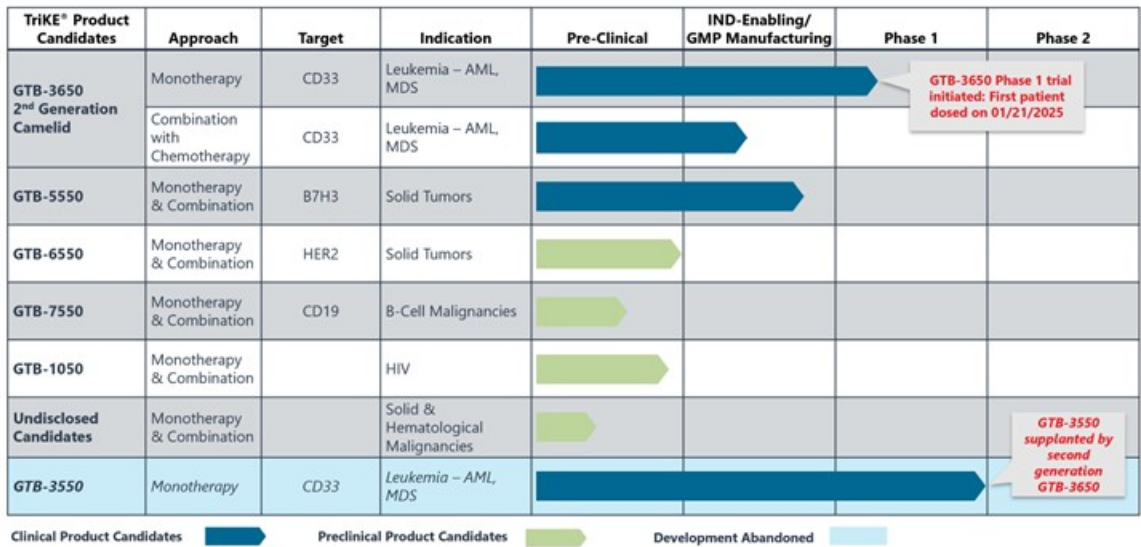 TriKE® Product
Candidates
Approach
Target
Indication
Pre-Clinical
IND-Enabling/
GMP Manufacturing
Phase 1
Phase 2
GTB-3650
2nd Generation
Camelid
Monotherapy
CD33
Leukemia – AML,
MDS
GTB-3650 Phase 1 trial
initiated: First patient
dosed on 01/21/2025
Combination
with
Chemotherapy
CD33
Leukemia – AML,
MDS
GTB-5550
Monotherapy
& Combination
B7H3
Solid Tumors
GTB-6550
Monotherapy
& Combination
HER2
Solid Tumors
GTB-7550
Monotherapy
& Combination
CD19
B-Cell Malignancies
GTB-1050
Monotherapy
& Combination
HIV
Undisclosed
Candidates
Monotherapy
& Combination
Solid &
Hematological
Malignancies
GTB-3550
Monotherapy
CD33
Leukemia – AML,
MDS
GTB-3550
supplanted by
second
generation
GTB-3650
Clinical Product Candidates
Preclinical Product Candidates
Development Abandoned